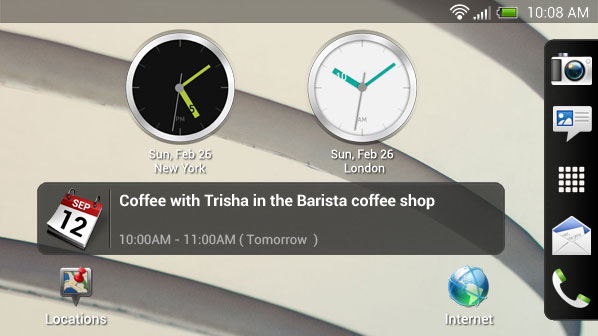 10:08 AM
5
PM
10
AM
Sun, Feb 26
New York
Sun, Feb 26
London
SEP
12
Coffee with Trisha in the Barista coffee shop
10:00AM - 11:00AM ( Tomorrow )
Locations
Internet